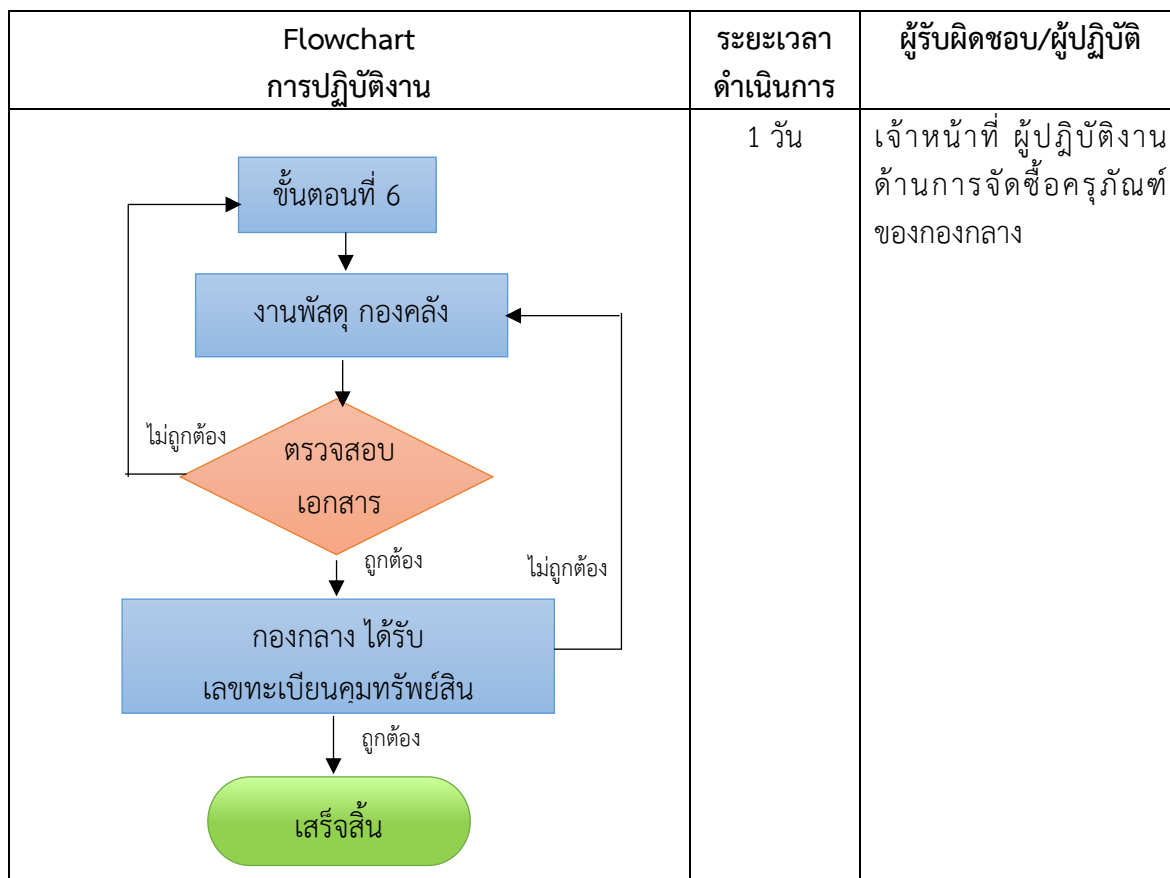 Flowchart
การปฏิบัติงาน
ระยะเวลา
ดำเนินการ
ผู้รับผิดชอบ/ผู้ปฏิบัติ
ขั้นตอนที่ 6
งานพัสดุ กองคลัง
ไม่ถูกต้อง
ตรวจสอบ
เอกสาร
ถูกต้อง
ไม่ถูกต้อง
กองกลาง ได้รับ
เลขทะเบียนคุมทรัพย์สิน
ถูกต้อง
เสร็จสิ้น
1 วัน
เจ้าหน้าที่ ผู้ปฎิบัติงาน
ด้านการจัดซื้อครุภัณฑ์
ของกองกลาง